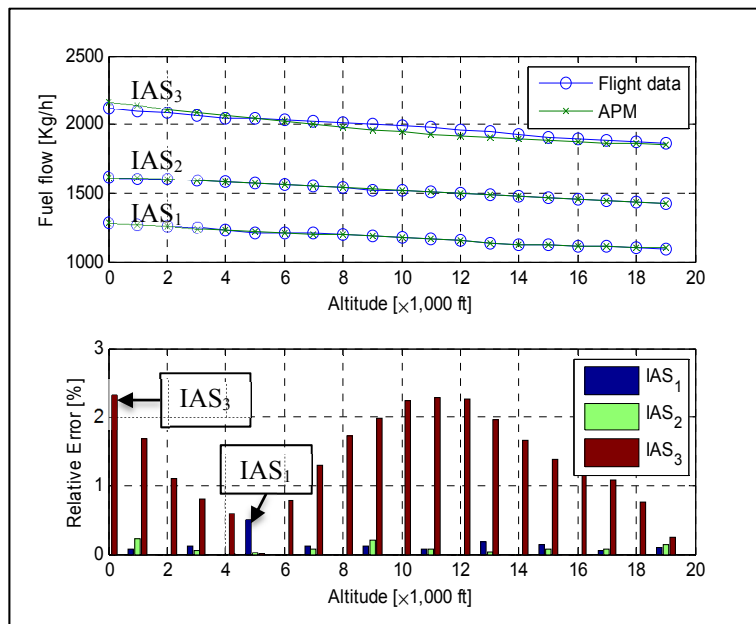 2500
2000
1500
1000
Fuel flow [Kg/h]
IAS3
IAS2
IAS1
Flight data
APM
0 2 4 6 8 10 12 14 16 18 20
Altitude [×1,000 ft]
3
2
1
0
Relative Error [%]
IAS3
IAS1
IAS1
IAS2
IAS3
0 2 4 6 8 10 12 14 16 18 20
Altitude [×1,000 ft]